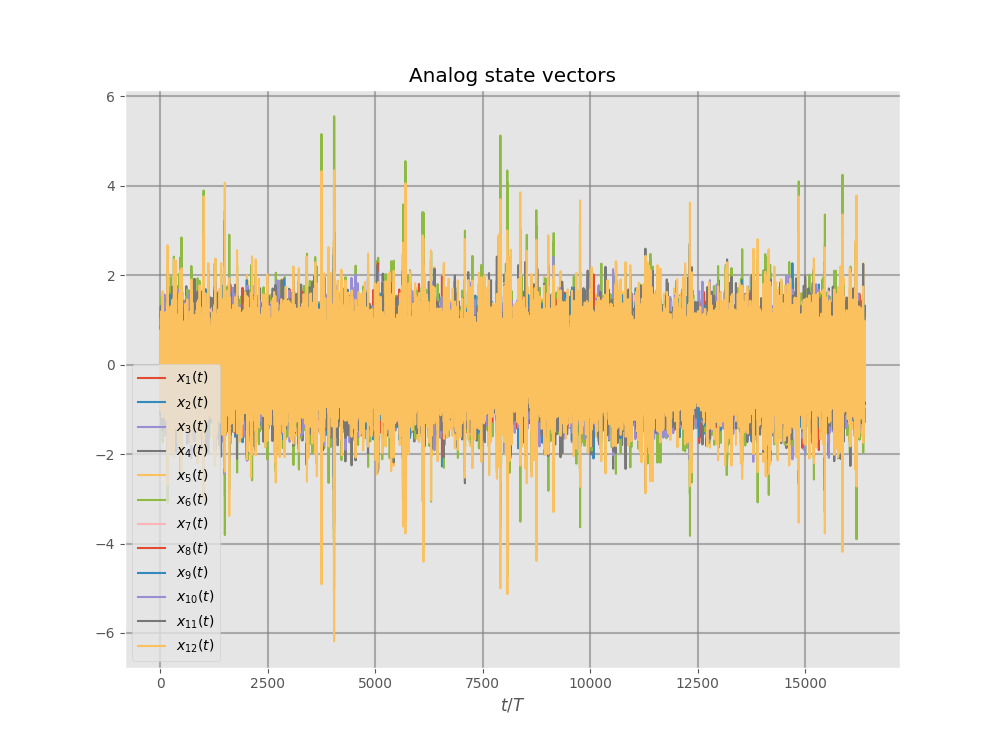 Analog state vectors
6
4
2
0
−2
−4
−6
x1(t)
x2(t)
x3(t)
x4(t)
x5(t)
x6(t)
x7(t)
x8(t)
x9(t)
x10(t)
x11(t)
x12(t)
0 2500 5000 7500 10000 12500 15000
t/T